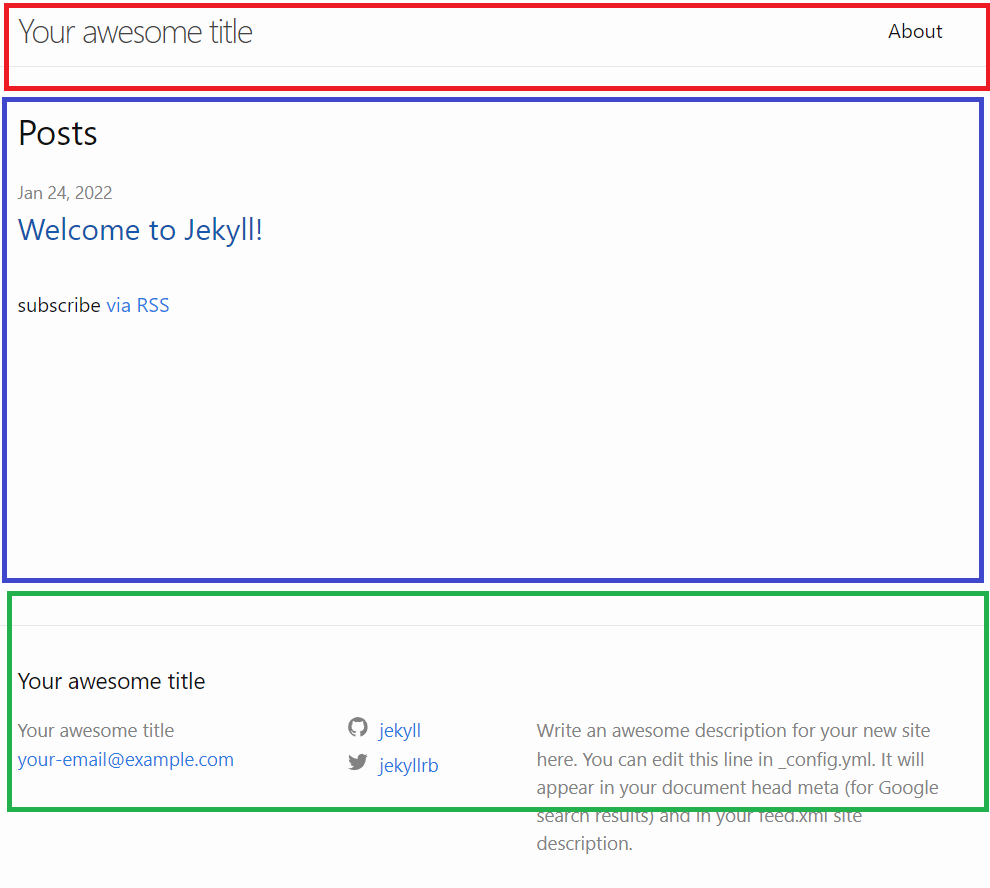 Your awesome title
About
Posts
Jan 24, 2022
Welcome to Jekyll!
subscribe via RSS
Your awesome title
Your awesome title
your-email@example.com
jekyll
jekyllrb
Write an awesome description for your new site
here. You can edit this line in _config.yml. It will
appear in your document head meta (for Google
search results) and in your feed.xml site
description.